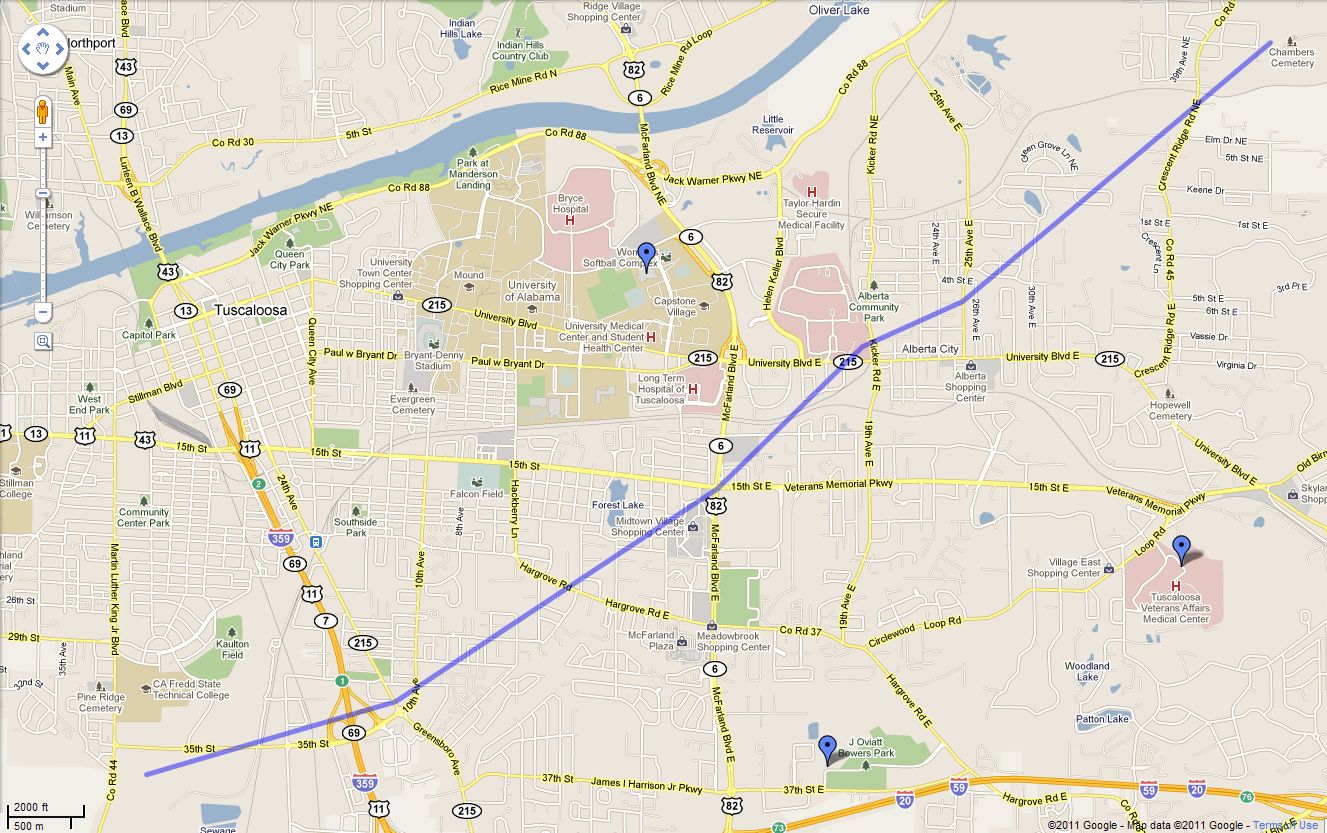 Stadium
Northport
Indian
Hills Lake
Indian Hills
Country Club
Ridge Village
Shopping Center
Oliver Lake
Co Rd
Chambers
Cemetery
39th Ave NE
43
Main Ave
69
13
Rice Mine Rd N
82
6
Rice Mine Rd Loop
Co Rd 88
25th Ave E
Co Rd 30
5th St
Co Rd 88
McFarland Blvd NE
Little
Reservoir
Kicker Rd NE
Crescent Ridge Rd NE
Elm Dr NE
5th St NE
Park at
Manderson
Landing
Jack Warner Pkwy NE
Co Rd 88
Lurleen B Wallace Blvd
Williamson
Cemetery
Jack Warner Pkwy NE
Bryce
Hospital
H
H
Taylor Hardin
Secure
Medical Facility
Keene Dr
1st St E
1st St E
Crescent Ln
Co Rd 45
24th Ave E
25th Ave E
Queen
City Park
6
82
Softball Complex
University
Town Center
Shopping Center
Mound
University
of Alabama
Capstone
Village
Helen Keller Blvd
Alberta
Community
Park
4th St E
26th Ave E
30th Ave E
3rd Pl E
5th St E
6th St E
43
13
Tuscaloosa
215
University Blvd
University Medical
Center and Student
Health Center
H
Capitol Park
Queen City Ave
Paul w Bryant Dr
Bryant-Denny
Stadium
Paul w Bryant Dr
215
University Blvd E
215
Alberta City
University Blvd E
215
Vassie Dr
Virginia Dr
Crescent Ridge Rd E
Kicker Rd E
Alberta
Shopping
Center
Stillman Blvd
West
End Park
69
Evergreen
Cemetery
Long Term
Hospital of
Tuscaloosa
H
McFarland Blvd E
Hopewell
Cemetery
13
11
43
15th St
11
15th St
15th St
6
19th Ave E
University Blvd E
Stillman
College
2
24th Ave
Falcon Field
Hackberry Ln
Forest Lake
82
15th St E
Veterans Memorial Pkwy
15th St E
Veterans Memorial Pkwy
Community
Center Park
Southside
Park
8th Ave
Midtown Village
Shopping Center
Loop Rd
359
69
11
10th Ave
Hargrove Rd
McFarland Blvd E
Village East
Shopping Center
H
Tuscaloosa
Veterans Affairs
Medical Center
Martin Luther King Jr Blvd
26th St
29th St
7
215
Kaulton
Field
35th Ave
Hargrove Rd E
19th Ave E
Co Rd 37
Circlewood
Loop Rd
McFarland
Plaza
Meadowbrook
Shopping Center
6
32nd St
Pine Ridge
Cemetery
CA Fredd State
Technical College
1
10th Ave
69
Woodland
Lake
Hargrove Rd E
Patton Lake
35th St
35th St
Greensboro Ave
McFarland Blvd E
J Oviatt
Bowers Park
Co Rd 44
359
11
37th St
James I Harrison Jr Pkwy
37th St E
82
215
20
59
Hargrove Rd E
59
20
76
73
2000 ft
500 m
©2011 Google - Map data ©2011 Google - Terms of Use